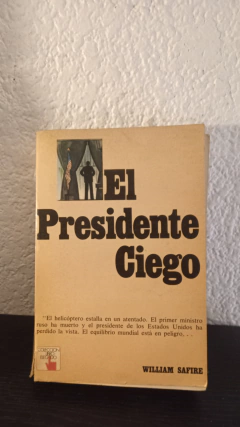 El
Presidente
Ciego
"El helicóptero estalla en un atentado. El primer ministro
ruso ha muerto y el presidente de los Estados Unidos ha
perdido la vista. El equilibrio mundial está en peligro. . .
WILLIAM SAFIRE